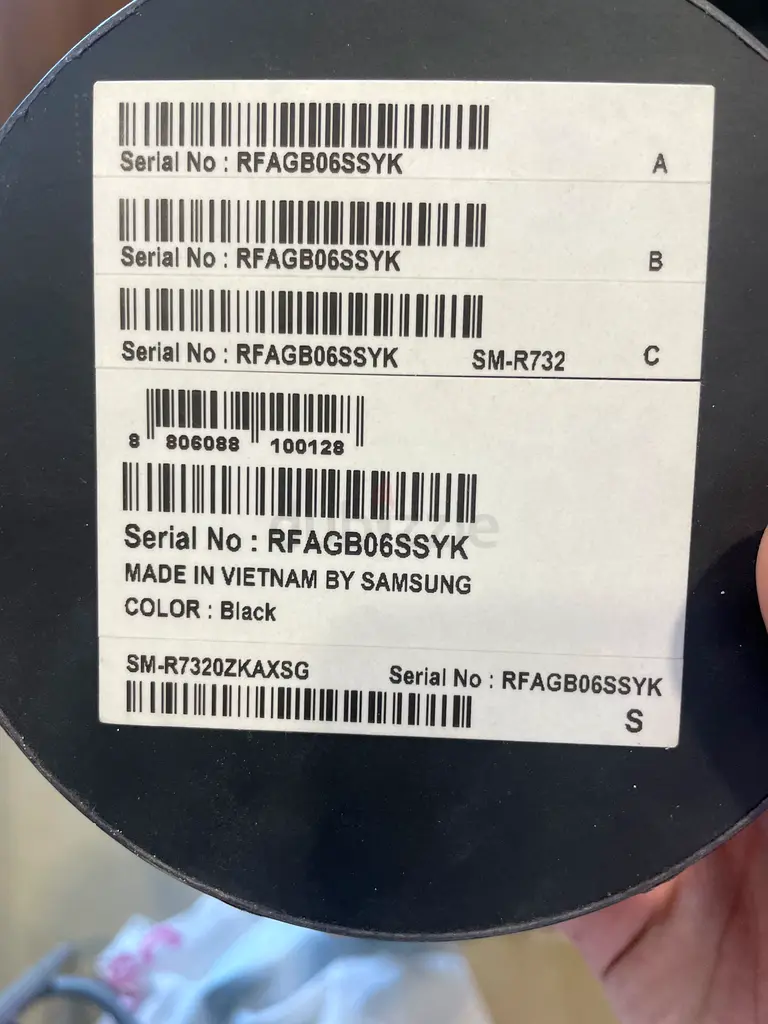 Serial No : RFAGB06SSYK A
Serial No : RFAGB06SSYK B
Serial No : RFAGB06SSYK SM-R732 C
8 806088 100128
dubizzle
Serial No : RFAGB06SSYK
MADE IN VIETNAM BY SAMSUNG
COLOR : Black
SM-R7320ZKAXSG Serial No : RFAGB06SSYK
S